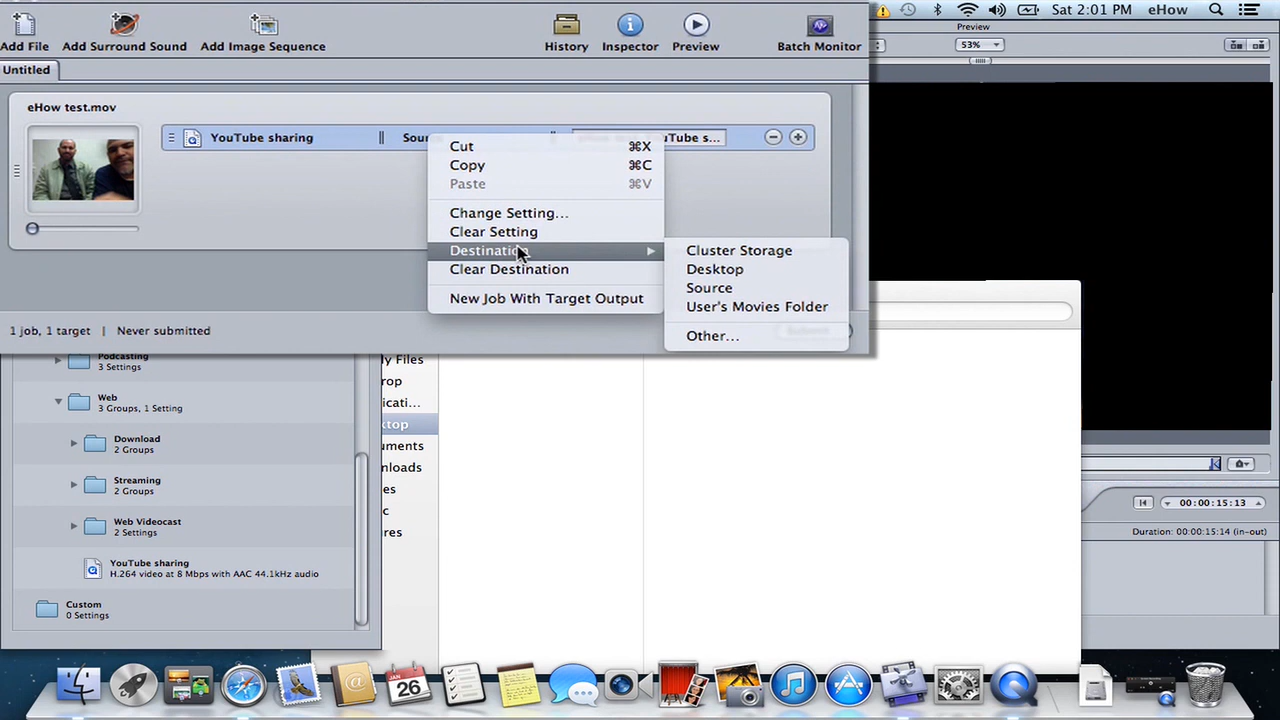 Sat 2:01 PM eHow
Add File Add Surround Sound Add Image Sequence History Inspector Preview Batch Monitor
Preview
53%
Untitled
eHow test.mov
YouTube sharing
Cut ⌘X
Copy ⌘C
Paste ⌘V
Change Setting...
Clear Setting
Destination
Clear Destination
New Job With Target Output
Cluster Storage
Desktop
Source
User's Movies Folder
Other...
1 job, 1 target | Never submitted
Podcasting
3 Settings
Web
3 Groups, 1 Setting
Download
2 Groups
Streaming
2 Groups
Web Videocast
2 Settings
YouTube sharing
H.264 video at 8 Mbps with AAC 44.1kHz audio
Custom
0 Settings
00:00:15:13
Duration: 00:00:15:14 (in-out)
26